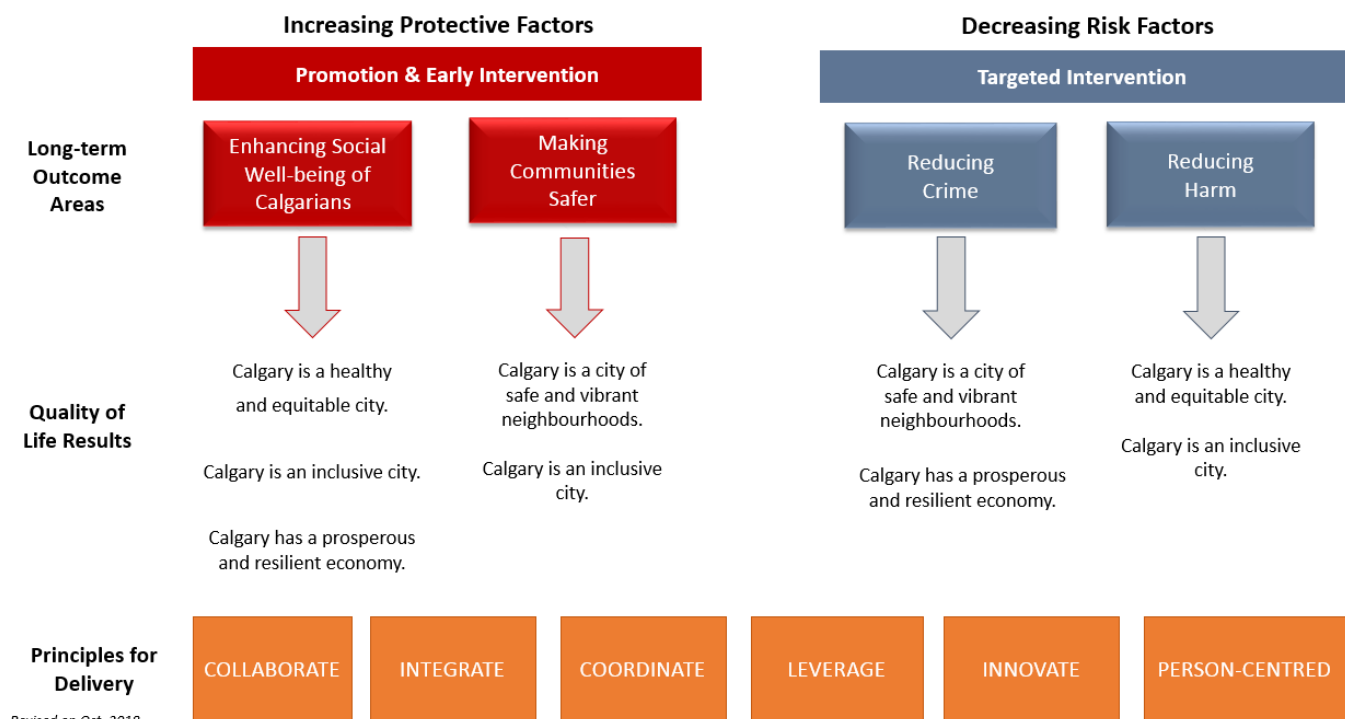 Increasing Protective Factors
Decreasing Risk Factors
Promotion & Early Intervention
Targeted Intervention
Long-term
Outcome
Areas
Enhancing Social
Well-being of
Calgarians
Making
Communities
Safer
Reducing
Crime
Reducing
Harm
Quality of
Life Results
Calgary is a healthy
and equitable city.
Calgary is an inclusive city.
Calgary has a prosperous
and resilient economy.
Calgary is a city of
safe and vibrant
neighbourhoods.
Calgary is an inclusive
city.
Calgary is a city of
safe and vibrant
neighbourhoods.
Calgary has a prosperous
and resilient economy.
Calgary is a healthy
and equitable city.
Calgary is an inclusive
city.
Principles for
Delivery
COLLABORATE
INTEGRATE
COORDINATE
LEVERAGE
INNOVATE
PERSON-CENTRED
Revised on Oct.